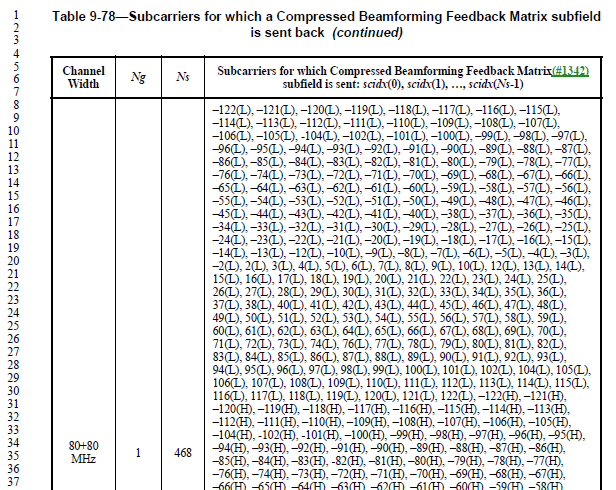 1
2
3
4
5
6
7
8
9
10
11
12
13
14
15
16
17
18
19
20
21
22
23
24
25
26
27
28
29
30
31
32
33
34
35
36
37
Table 9-78—Subcarriers for which a Compressed Beamforming Feedback Matrix subfield
is sent back (continued)
Channel
Width
Ng
Ns
Subcarriers for which Compressed Beamforming Feedback Matrix(#1342)
subfield is sent: scidx(0), scidx(1), …, scidx(Ns-1)
80+80
MHz
1
468
–122(L), –121(L), –120(L), –119(L), –118(L), –117(L), –116(L), –115(L),
–114(L), –113(L), –112(L), –111(L), –110(L), –109(L), –108(L), –107(L),
–106(L), –105(L), -104(L), –102(L), –101(L), –100(L), –99(L), –98(L), –97(L),
–96(L), –95(L), –94(L), –93(L), –92(L), –91(L), –90(L), –89(L), –88(L), –87(L),
–86(L), –85(L), –84(L), –83(L), –82(L), –81(L), –80(L), –79(L), –78(L), –77(L),
–76(L), –74(L), –73(L), –72(L), –71(L), –70(L), –69(L), –68(L), –67(L), –66(L),
–65(L), –64(L), –63(L), –62(L), –61(L), –60(L), –59(L), –58(L), –57(L), –56(L),
–55(L), –54(L), –53(L), –52(L), –51(L), –50(L), –49(L), –48(L), –47(L), –46(L),
–45(L), –44(L), –43(L), –42(L), –41(L), –40(L), –38(L), –37(L), –36(L), –35(L),
–34(L), –33(L), –32(L), –31(L), –30(L), –29(L), –28(L), –27(L), –26(L), –25(L),
–24(L), –23(L), –22(L), –21(L), –20(L), –19(L), –18(L), –17(L), –16(L), –15(L),
–14(L), –13(L), –12(L), –10(L), –9(L), –8(L), –7(L), –6(L), –5(L), –4(L), –3(L),
–2(L), 2(L), 3(L), 4(L), 5(L), 6(L), 7(L), 8(L), 9(L), 10(L), 12(L), 13(L), 14(L),
15(L), 16(L), 17(L), 18(L), 19(L), 20(L), 21(L), 22(L), 23(L), 24(L), 25(L),
26(L), 27(L), 28(L), 29(L), 30(L), 31(L), 32(L), 33(L), 34(L), 35(L), 36(L),
37(L), 38(L), 40(L), 41(L), 42(L), 43(L), 44(L), 45(L), 46(L), 47(L), 48(L),
49(L), 50(L), 51(L), 52(L), 53(L), 54(L), 55(L), 56(L), 57(L), 58(L), 59(L),
60(L), 61(L), 62(L), 63(L), 64(L), 65(L), 66(L), 67(L), 68(L), 69(L), 70(L),
71(L), 72(L), 73(L), 74(L), 76(L), 77(L), 78(L), 79(L), 80(L), 81(L), 82(L),
83(L), 84(L), 85(L), 86(L), 87(L), 88(L), 89(L), 90(L), 91(L), 92(L), 93(L),
94(L), 95(L), 96(L), 97(L), 98(L), 99(L), 100(L), 101(L), 102(L), 104(L), 105(L),
106(L), 107(L), 108(L), 109(L), 110(L), 111(L), 112(L), 113(L), 114(L), 115(L),
116(L), 117(L), 118(L), 119(L), 120(L), 121(L), 122(L), –122(H), –121(H),
–120(H), –119(H), –118(H), –117(H), –116(H), –115(H), –114(H), –113(H),
–112(H), –111(H), –110(H), –109(H), –108(H), –107(H), –106(H), –105(H),
–104(H), -102(H), -101(H), –100(H), –99(H), –98(H), –97(H), –96(H), –95(H),
–94(H), –93(H), –92(H), –91(H), –90(H), –89(H), –88(H), –87(H), –86(H),
–85(H), –84(H), –83(H), -82(H), –81(H), –80(H), –79(H), –78(H), –77(H),
–76(H), –74(H), –73(H), –72(H), –71(H), –70(H), –69(H), –68(H), –67(H),
–66(H), –65(H), –64(H), –63(H), –62(H), –61(H), –60(H), –59(H), –58(H),